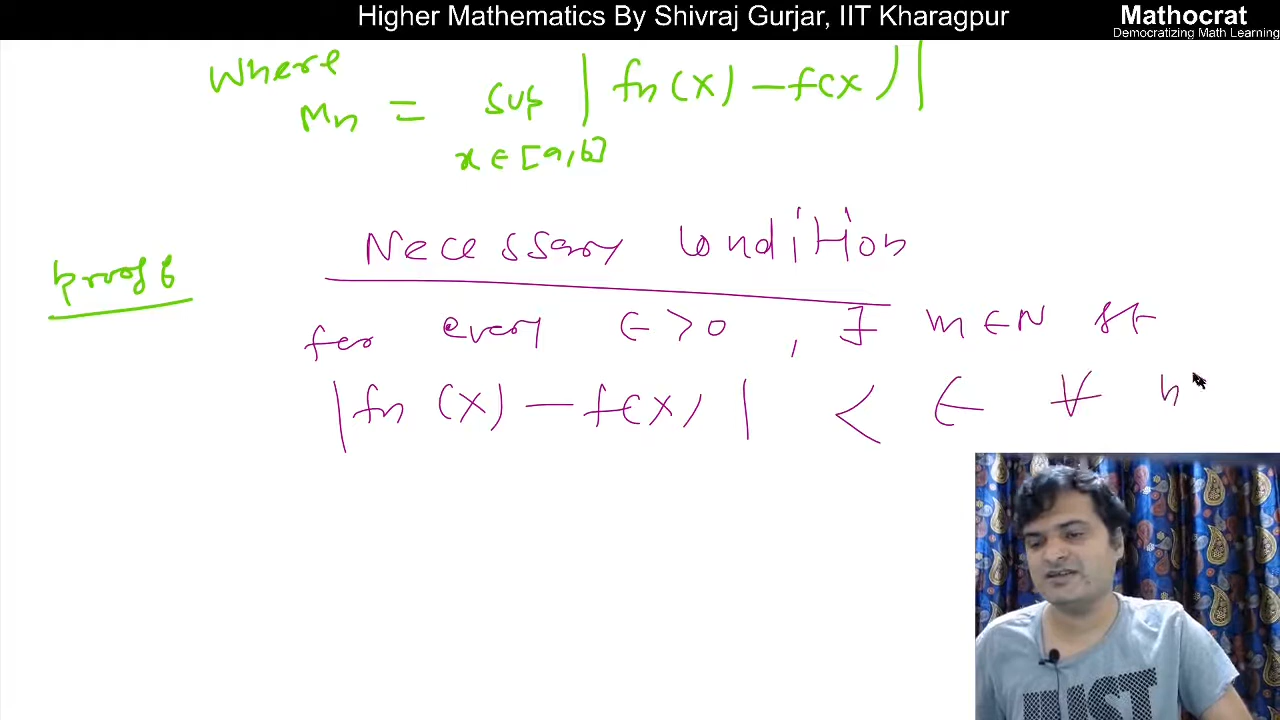 Higher Mathematics By Shivraj Gurjar, IIT Kharagpur
Mathocrat
Democratizing Math Learning
Where
Mn = sup | fn(x) - f(x) |
x ∈ [a,b]
Proof:
Necessary condition
for every ∈ > 0 , ∃ m ∈ N st
| fn (x) - f(x) | < ∈ ∀ n
JUST